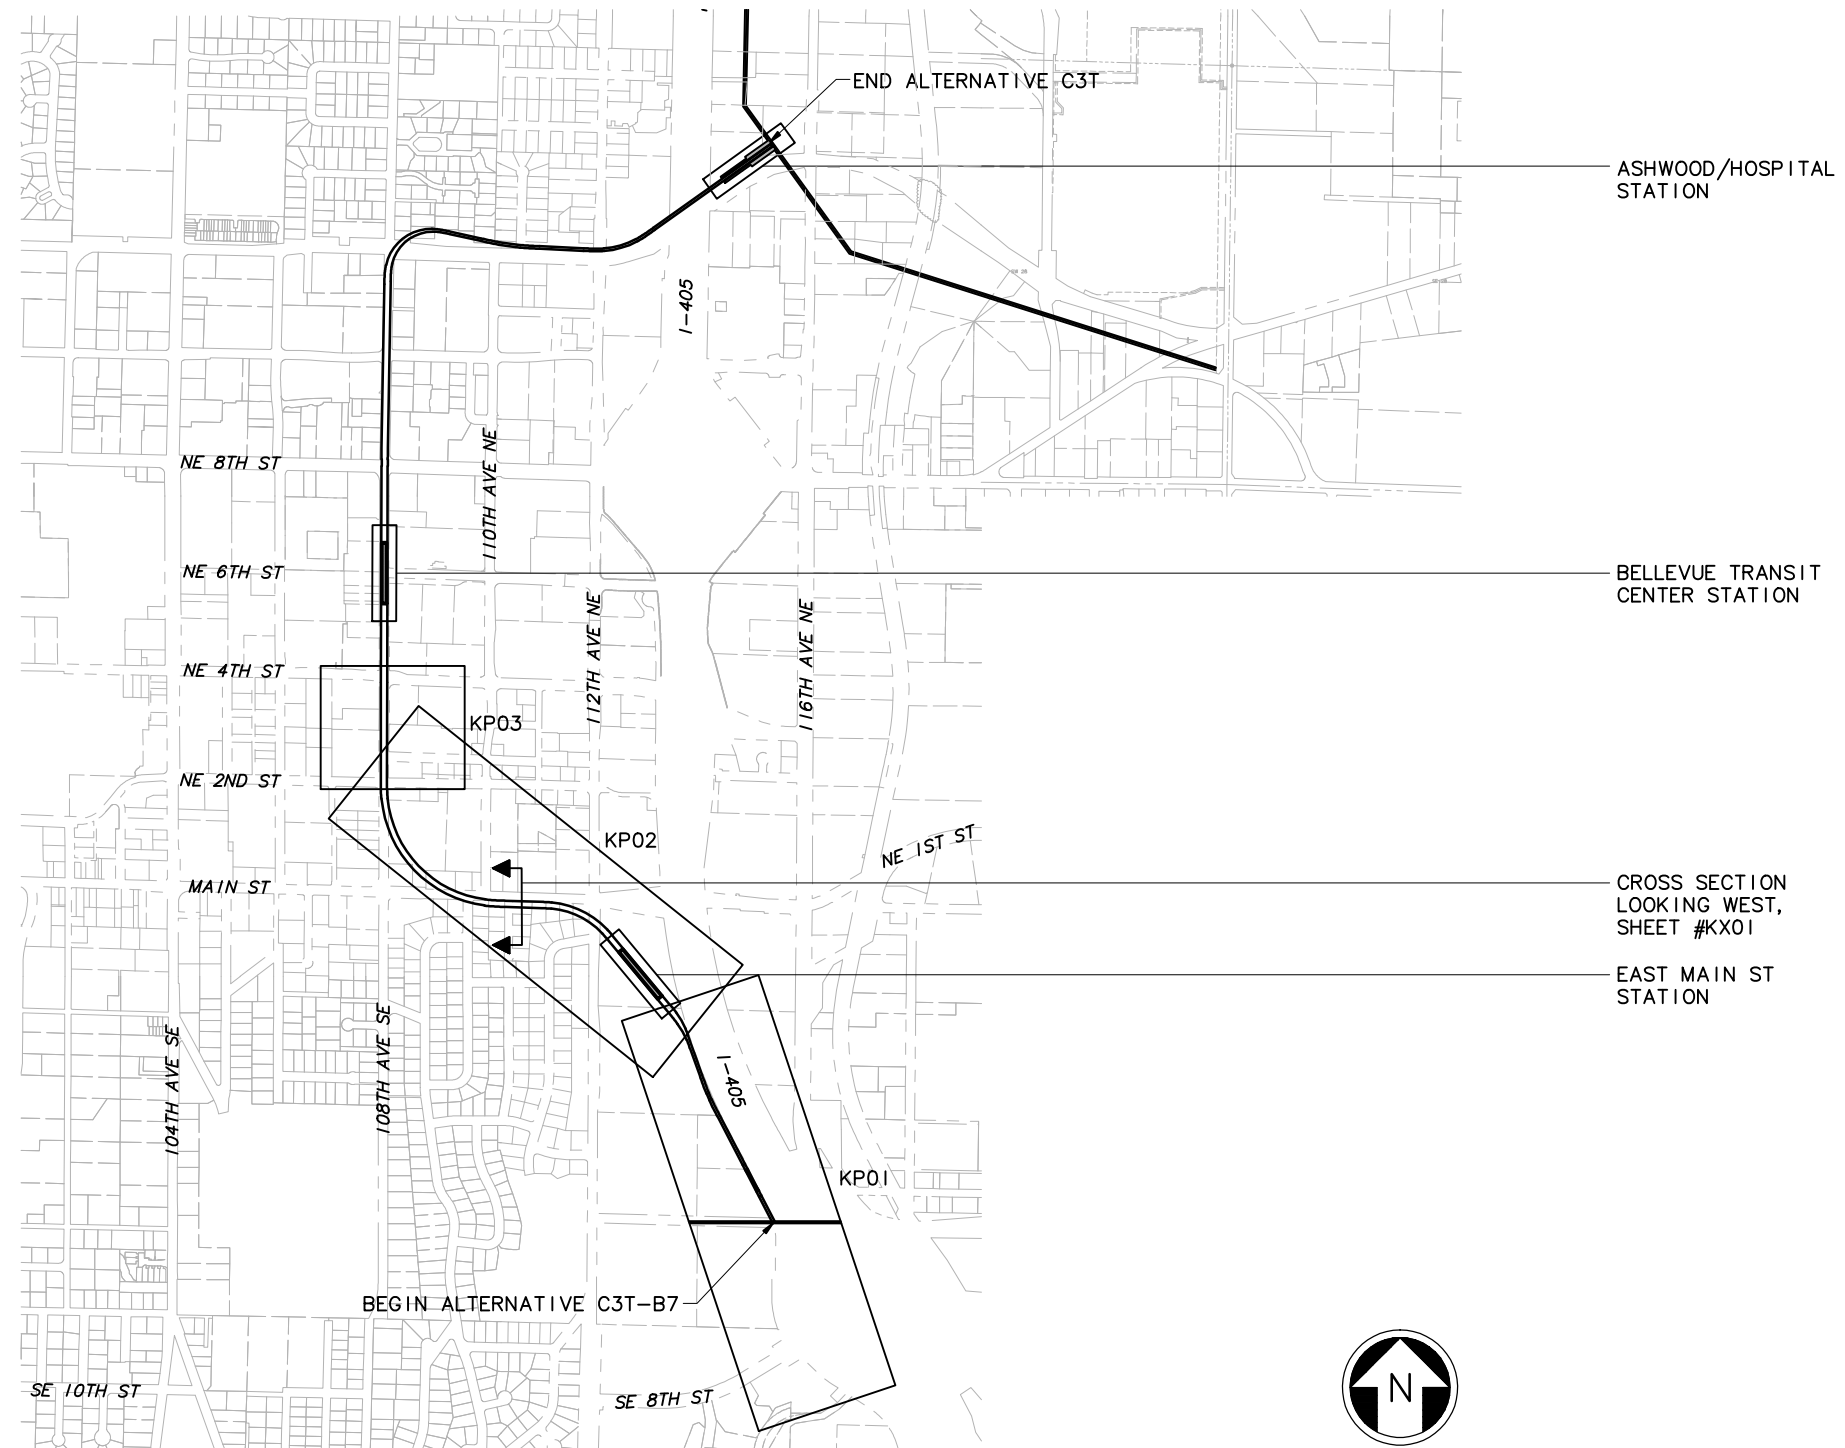 END ALTERNATIVE C3T
ASHWOOD/HOSPITAL
STATION
I-405
NE 8TH ST
110TH AVE NE
NE 6TH ST
BELLEVUE TRANSIT
CENTER STATION
112TH AVE NE
116TH AVE NE
NE 4TH ST
KP03
NE 2ND ST
KP02
NE 1ST ST
MAIN ST
CROSS SECTION
LOOKING WEST,
SHEET #KX01
EAST MAIN ST
STATION
104TH AVE SE
108TH AVE SE
I-405
KP01
BEGIN ALTERNATIVE C3T-B7
SE 10TH ST
SE 8TH ST
N